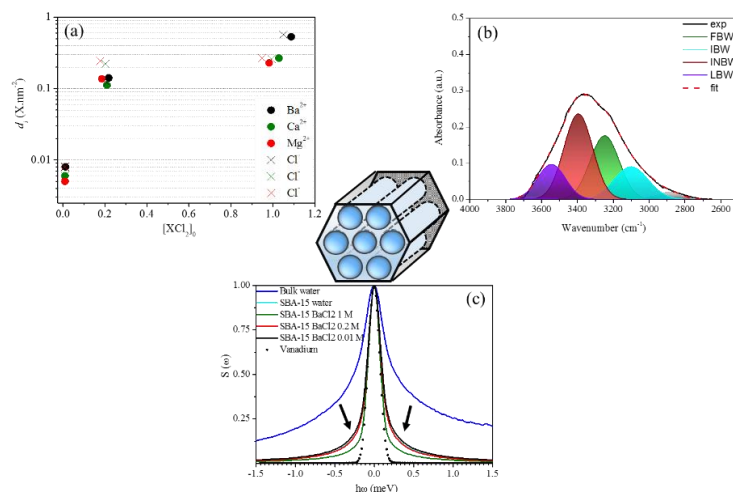 (a)
1
0.1
0.01
d_i (X.nm⁻²)
Ba²⁺
Ca²⁺
Mg²⁺
Cl⁻
Cl⁻
Cl⁻
0.0 0.2 0.4 0.6 0.8 1.0 1.2
[XCl₂]₀
(b)
exp
FBW
IBW
INBW
LBW
fit
0.5
0.4
0.3
0.2
0.1
0.0
Absorbance (a.u.)
4000 3800 3600 3400 3200 3000 2800 2600
Wavenumber (cm⁻¹)
(c)
Bulk water
SBA-15 water
SBA-15 BaCl2 1 M
SBA-15 BaCl2 0.2 M
SBA-15 BaCl2 0.01 M
Vanadium
1.00
0.75
0.50
0.25
S (ω)
-1.5 -1.0 -0.5 0.0 0.5 1.0 1.5
hω (meV)